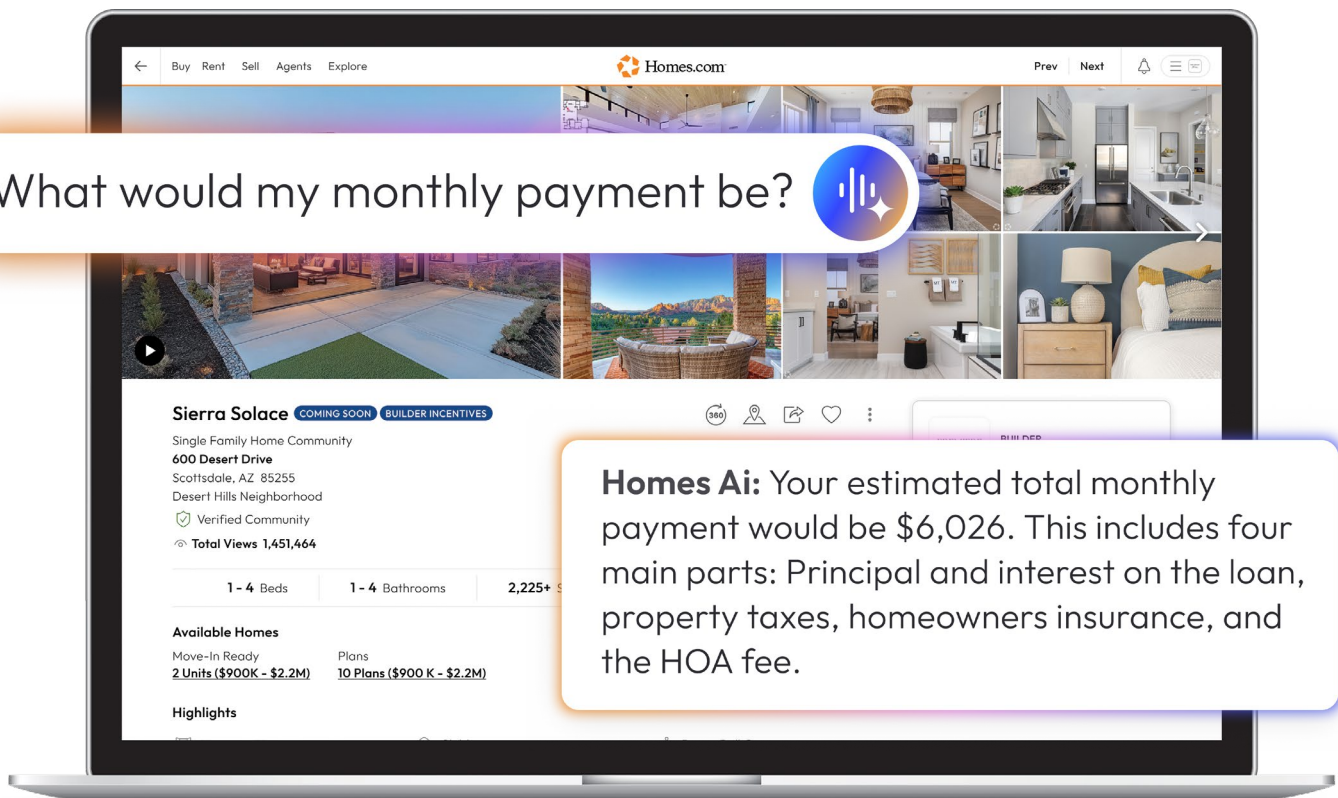 Buy Rent Sell Agents Explore
Homes.com
Prev Next
What would my monthly payment be?
Sierra Solace COMING SOON BUILDER INCENTIVES
360
Single Family Home Community
600 Desert Drive
Scottsdale, AZ 85255
Desert Hills Neighborhood
Verified Community
Total Views 1,451,464
1 - 4 Beds
1 - 4 Bathrooms
2,225+
BUILDER
Homes Ai: Your estimated total monthly
payment would be $6,026. This includes four
main parts: Principal and interest on the loan,
property taxes, homeowners insurance, and
the HOA fee.
Available Homes
Move-In Ready
2 Units ($900K - $2.2M)
Plans
10 Plans ($900 K - $2.2M)
Highlights